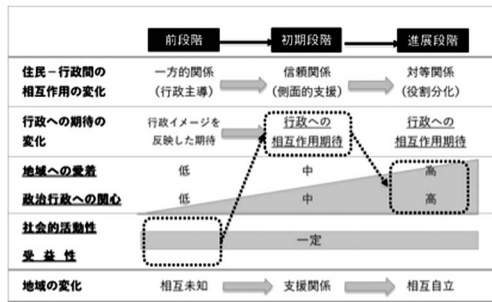 前段階 初期段階 進展段階
住民－行政間の 一方的関係 信頼関係 対等関係
相互作用の変化 (行政主導) (側面的支援) (役割分化)
行政への期待の 行政イメージを 行政への 行政への
変化 反映した期待 相互作用期待 相互作用期待
地域への愛着 低 中 高
政治行政への関心 低 中 高
社会的活動性
一定
受益性
地域の変化 相互未知 支援関係 相互自立